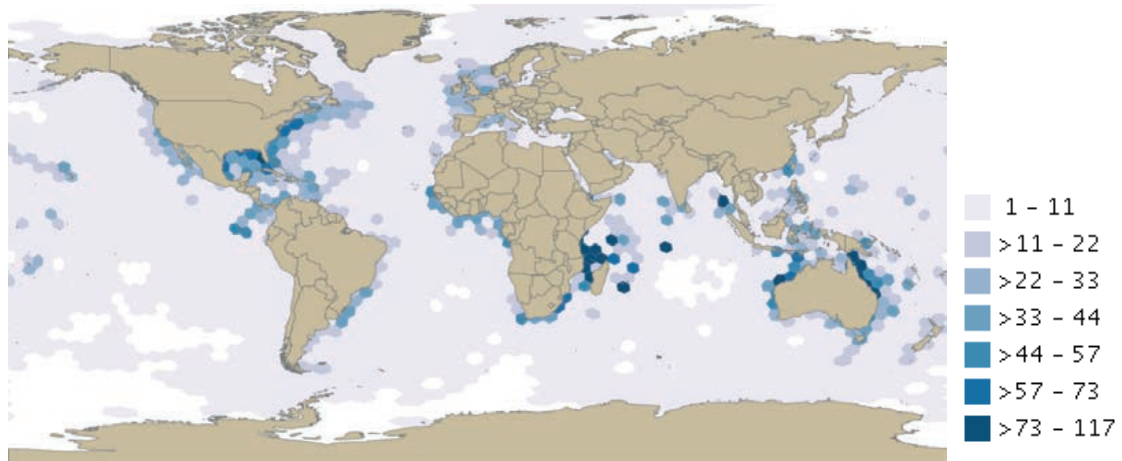 1 – 11
>11 – 22
>22 – 33
>33 – 44
>44 – 57
>57 – 73
>73 – 117